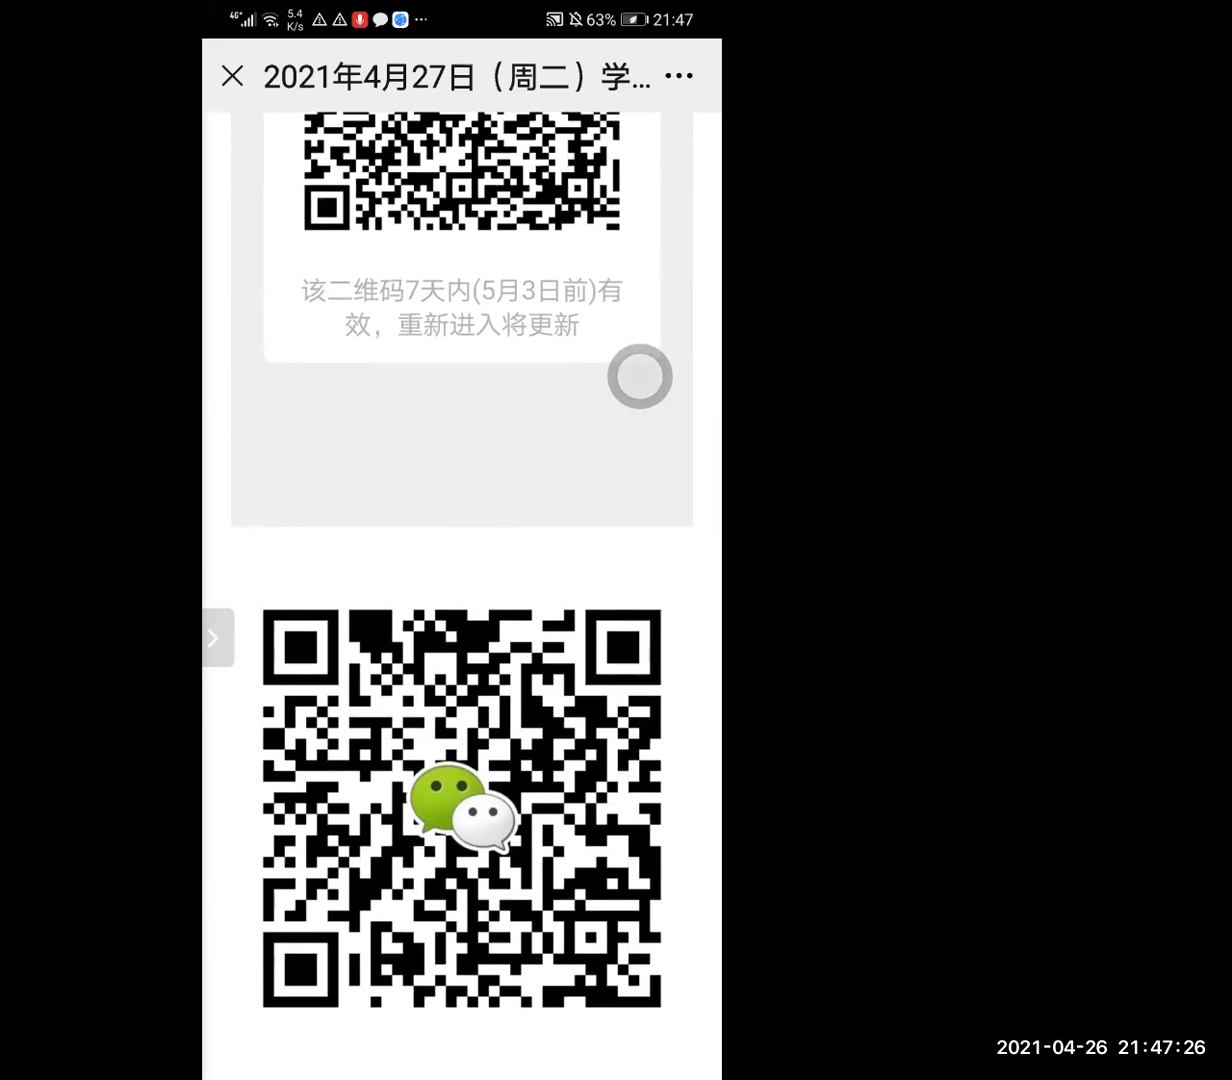 4G+ 5.4 K/s 63% 21:47
2021年4月27日（周二）学...
该二维码7天内(5月3日前)有
效，重新进入将更新
2021-04-26 21:47:26